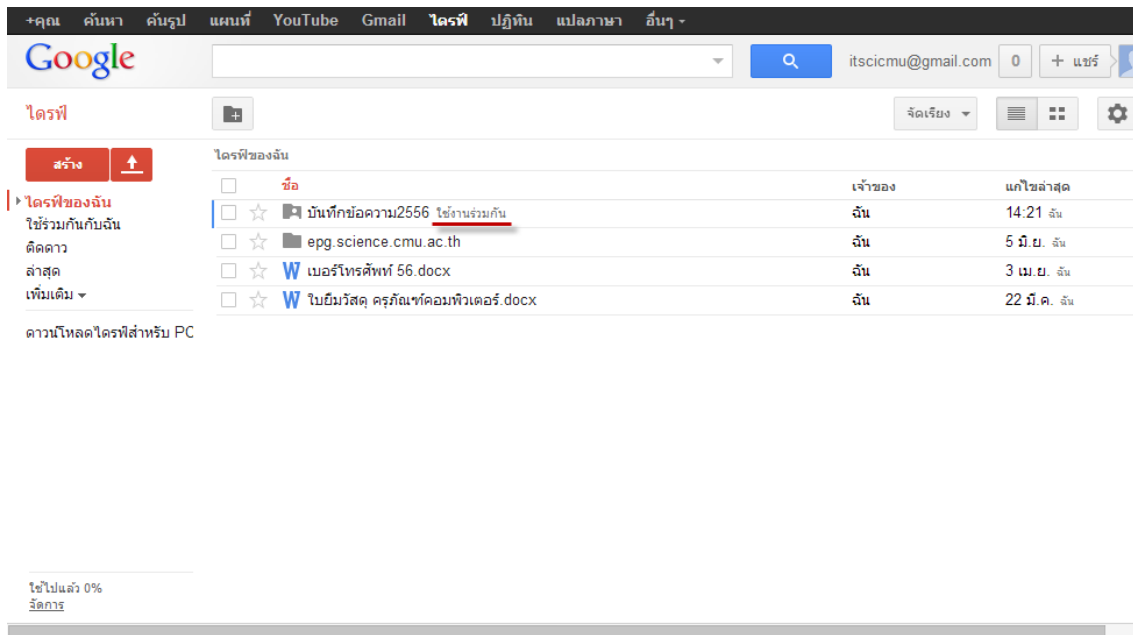 +คุณ ค้นหา ค้นรูป แผนที่ YouTube Gmail ไดรฟ์ ปฏิทิน แปลภาษา อื่นๆ
Google itscicmu@gmail.com 0 + แชร์
ไดรฟ์ จัดเรียง
สร้าง
ไดรฟ์ของฉัน
ใช้ร่วมกันกับฉัน
ติดดาว
ล่าสุด
เพิ่มเติม
ดาวน์โหลดไดรฟ์สำหรับ PC
ไดรฟ์ของฉัน
ชื่อ เจ้าของ แก้ไขล่าสุด
บันทึกข้อความ2556 ใช้งานร่วมกัน ฉัน 14:21 ฉัน
epg.science.cmu.ac.th ฉัน 5 มิ.ย. ฉัน
W เบอร์โทรศัพท์ 56.docx ฉัน 3 เม.ย. ฉัน
W ใบยืมวัสดุ ครุภัณฑ์คอมพิวเตอร์.docx ฉัน 22 มี.ค. ฉัน
ใช้ไปแล้ว 0%
จัดการ